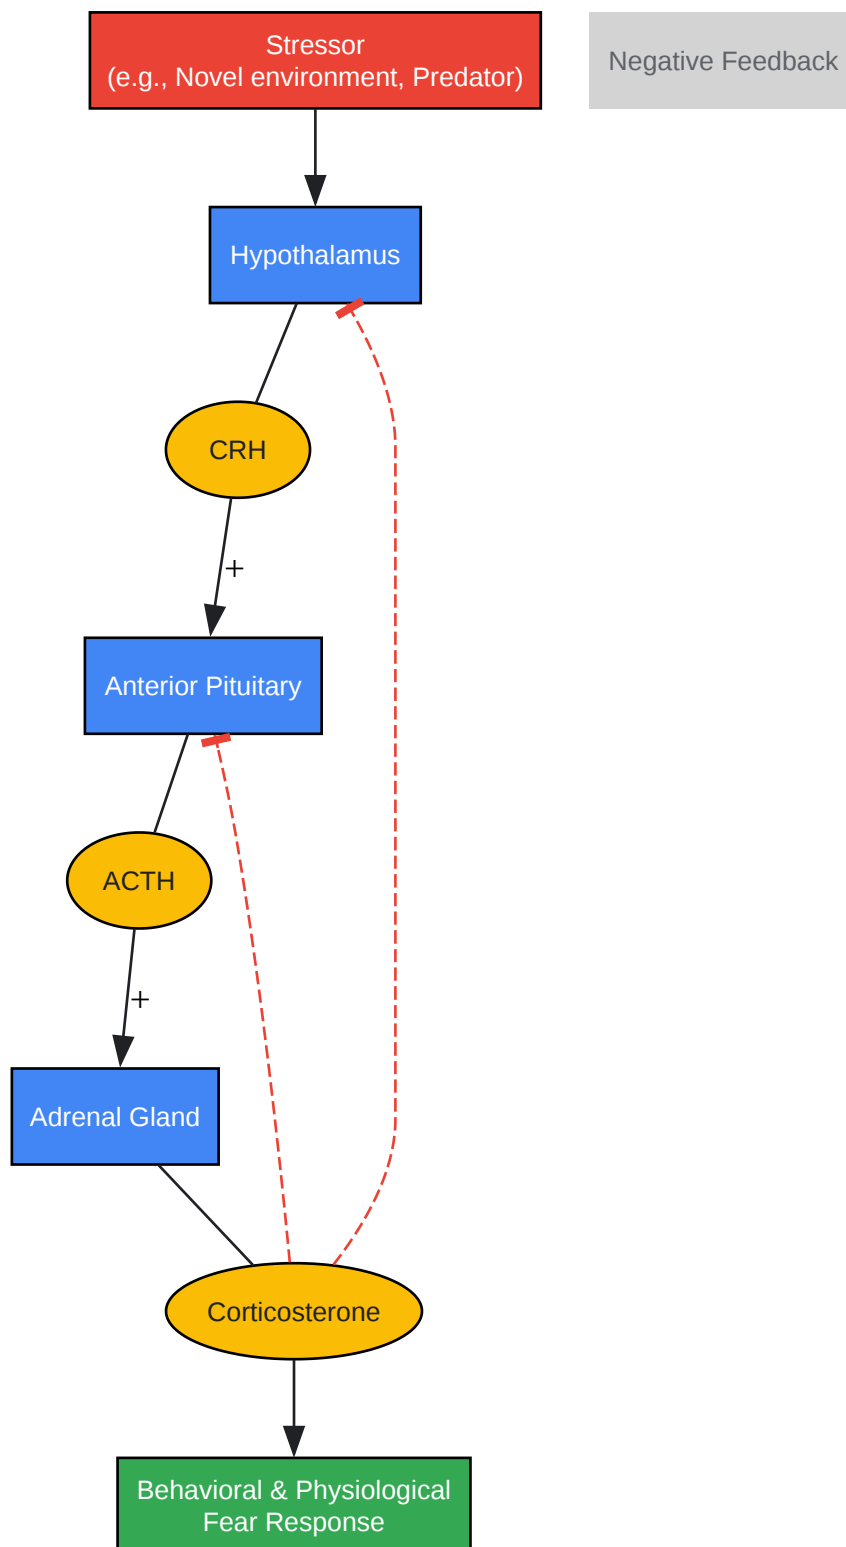 Stressor
(e.g., Novel environment, Predator)
Negative Feedback
Hypothalamus
CRH
+
Anterior Pituitary
ACTH
+
Adrenal Gland
Corticosterone
Behavioral & Physiological
Fear Response